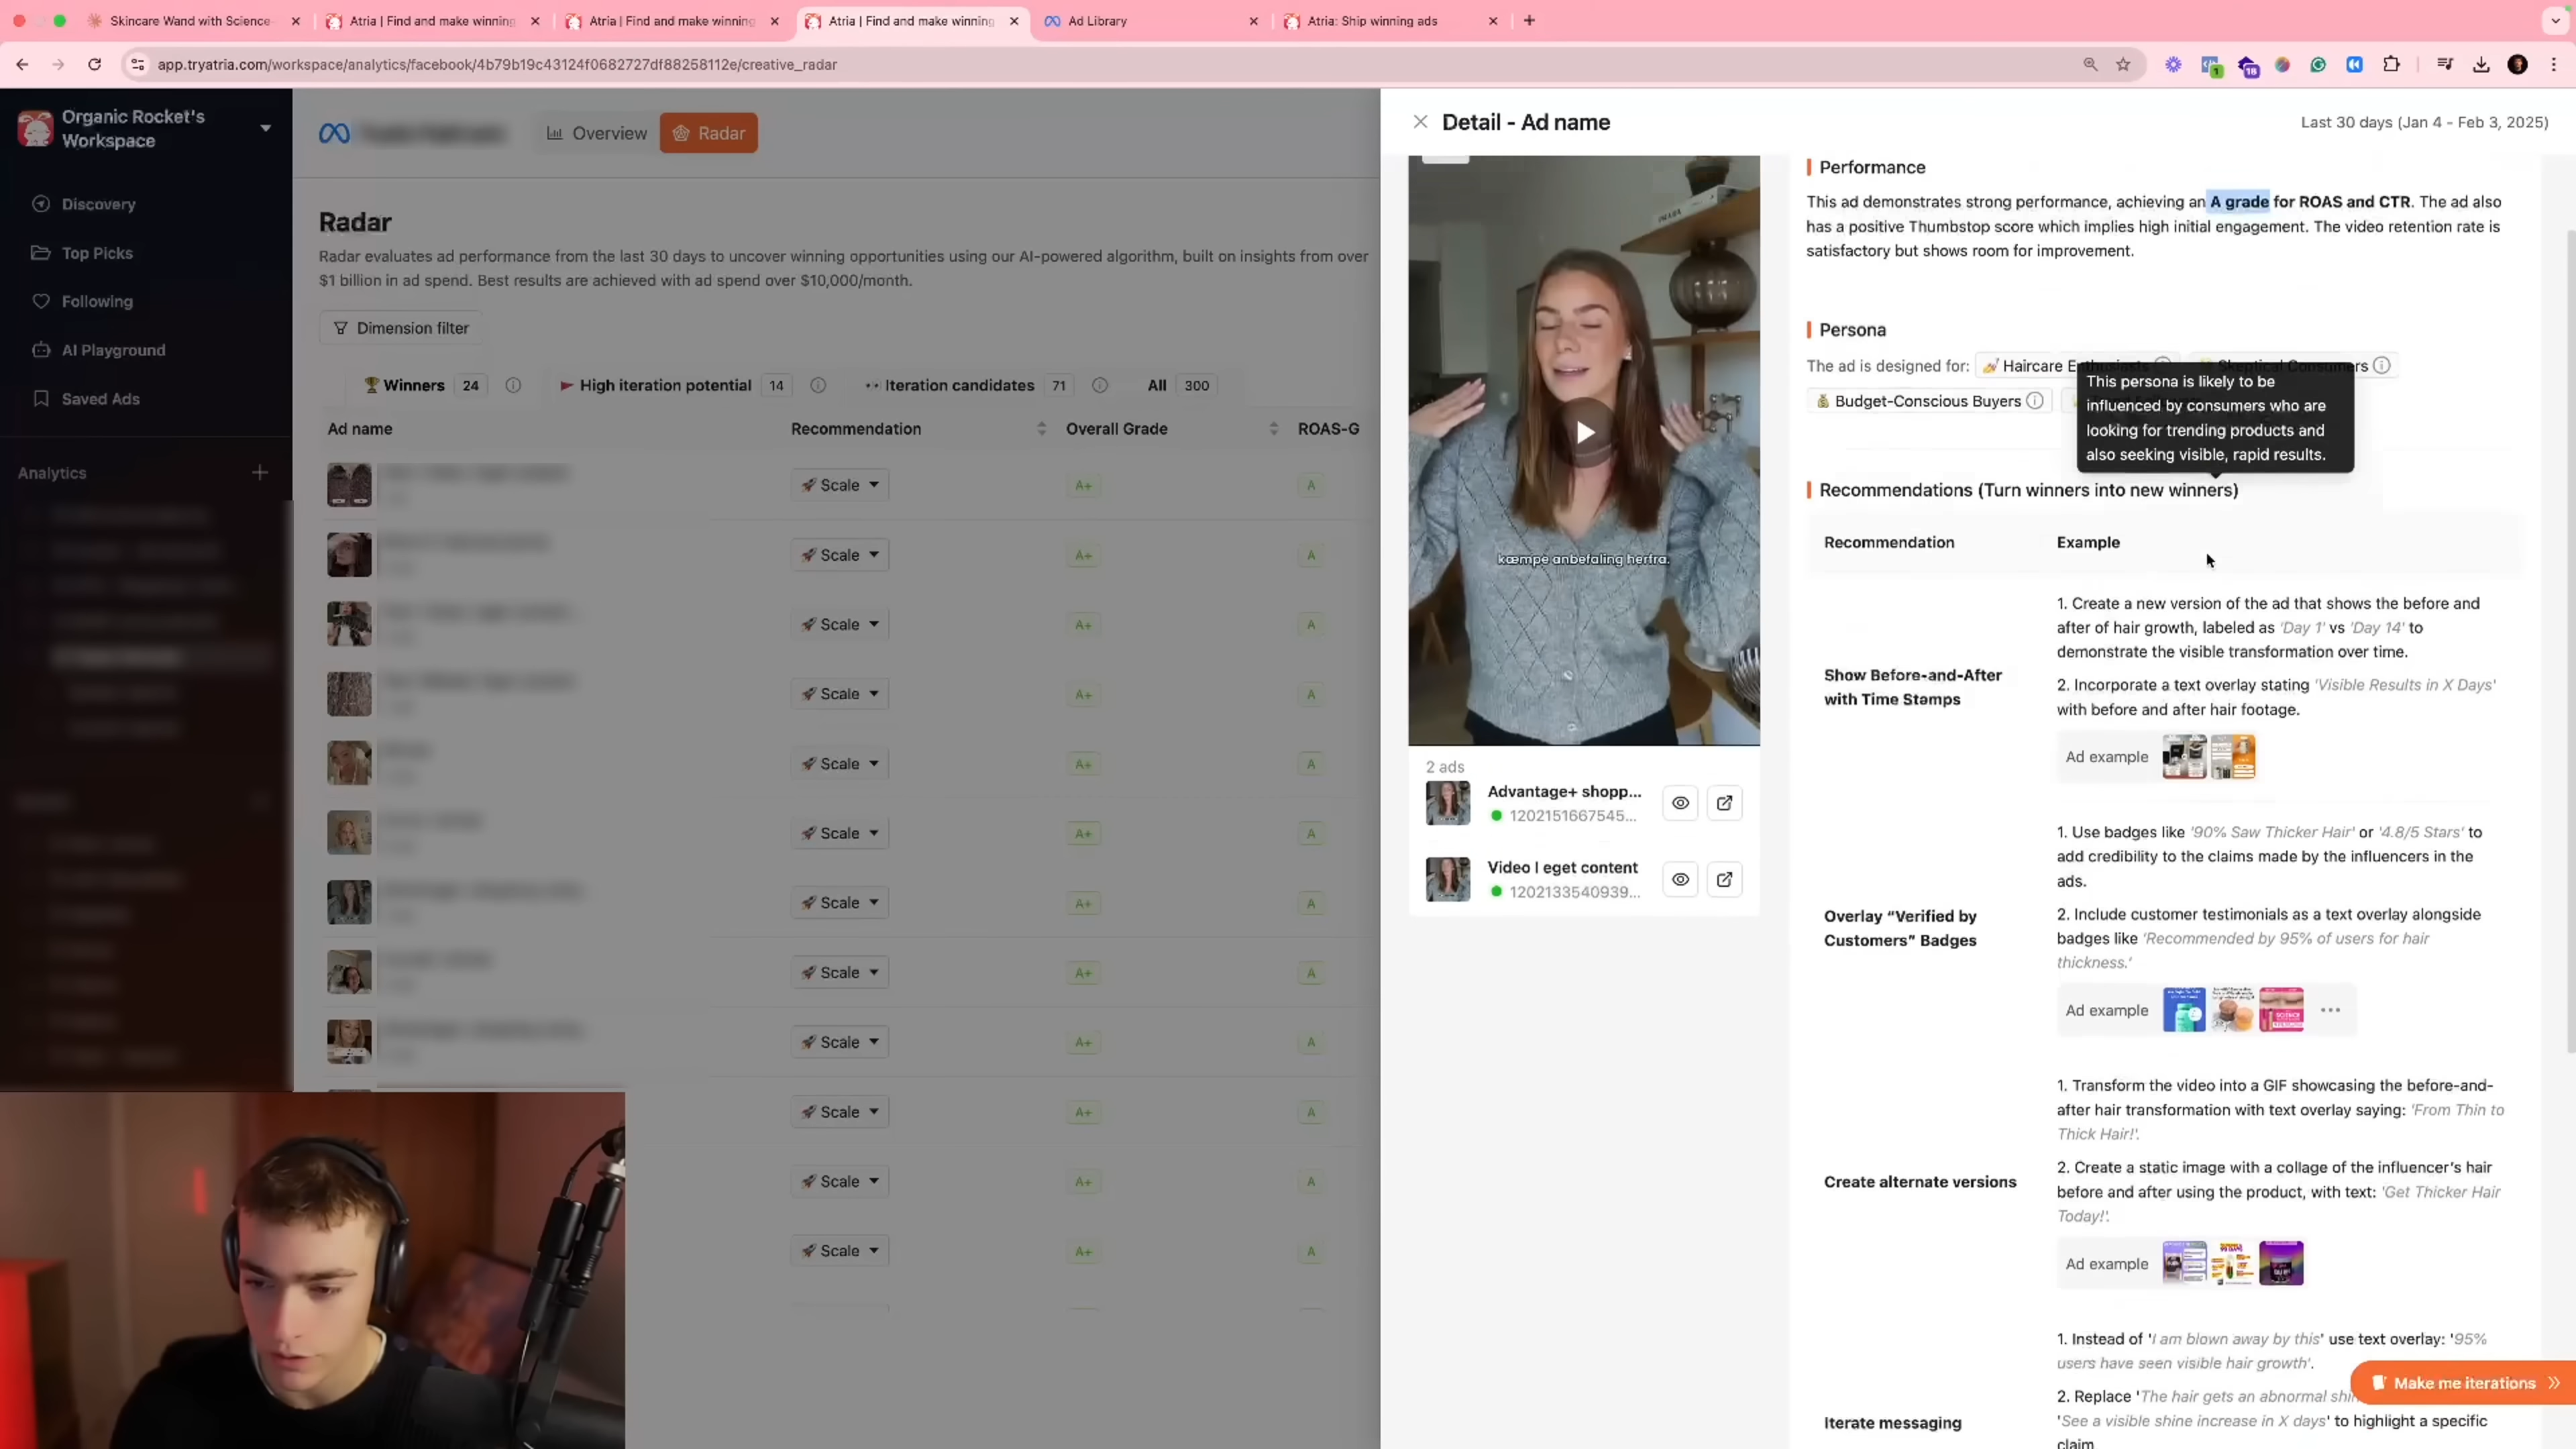 Skincare Wand with Science-
Atria | Find and make winning
Atria | Find and make winning
Atria | Find and make winning
Ad Library
Atria: Ship winning ads
app.tryatria.com/workspace/analytics/facebook/4b79b19c43124f0682727df88258112e/creative_radar
1
18
Organic Rocket's
Workspace
Discovery
Top Picks
Following
AI Playground
Saved Ads
Analytics
Overview
Radar
Radar
Radar evaluates ad performance from the last 30 days to uncover winning opportunities using our AI-powered algorithm, built on insights from over
$1 billion in ad spend. Best results are achieved with ad spend over $10,000/month.
Dimension filter
Winners 24
High iteration potential 14
Iteration candidates 71
All 300
Ad name
Recommendation
Overall Grade
ROAS-G
Scale A+ A
Scale A+ A
Scale A+ A
Scale A+ A
Scale A+ A
Scale A+ A
Scale A+ A
Scale A+ A
Scale A+ A
Scale A+ A
Scale A+ A
Scale A+ A
Detail - Ad name
Last 30 days (Jan 4 - Feb 3, 2025)
kæmpe anbefaling herfra.
2 ads
Advantage+ shopp...
1202151667545...
Video | eget content
1202133540939...
Performance
This ad demonstrates strong performance, achieving an A grade for ROAS and CTR. The ad also
has a positive Thumbstop score which implies high initial engagement. The video retention rate is
satisfactory but shows room for improvement.
Persona
The ad is designed for: Haircare Enthusiasts Skeptical Consumers
Budget-Conscious Buyers
This persona is likely to be
influenced by consumers who are
looking for trending products and
also seeking visible, rapid results.
Recommendations (Turn winners into new winners)
Recommendation
Example
Show Before-and-After
with Time Stamps
1. Create a new version of the ad that shows the before and
after of hair growth, labeled as 'Day 1' vs 'Day 14' to
demonstrate the visible transformation over time.
2. Incorporate a text overlay stating 'Visible Results in X Days'
with before and after hair footage.
Ad example
Overlay “Verified by
Customers” Badges
1. Use badges like '90% Saw Thicker Hair' or '4.8/5 Stars' to
add credibility to the claims made by the influencers in the
ads.
2. Include customer testimonials as a text overlay alongside
badges like 'Recommended by 95% of users for hair
thickness.'
Ad example
Create alternate versions
1. Transform the video into a GIF showcasing the before-and-
after hair transformation with text overlay saying: 'From Thin to
Thick Hair!'.
2. Create a static image with a collage of the influencer's hair
before and after using the product, with text: 'Get Thicker Hair
Today!'.
Ad example
Iterate messaging
1. Instead of 'I am blown away by this' use text overlay: '95%
users have seen visible hair growth'.
2. Replace 'The hair gets an abnormal
'See a visible shine increase in X days' to highlight a specific
claim.
Make me iterations